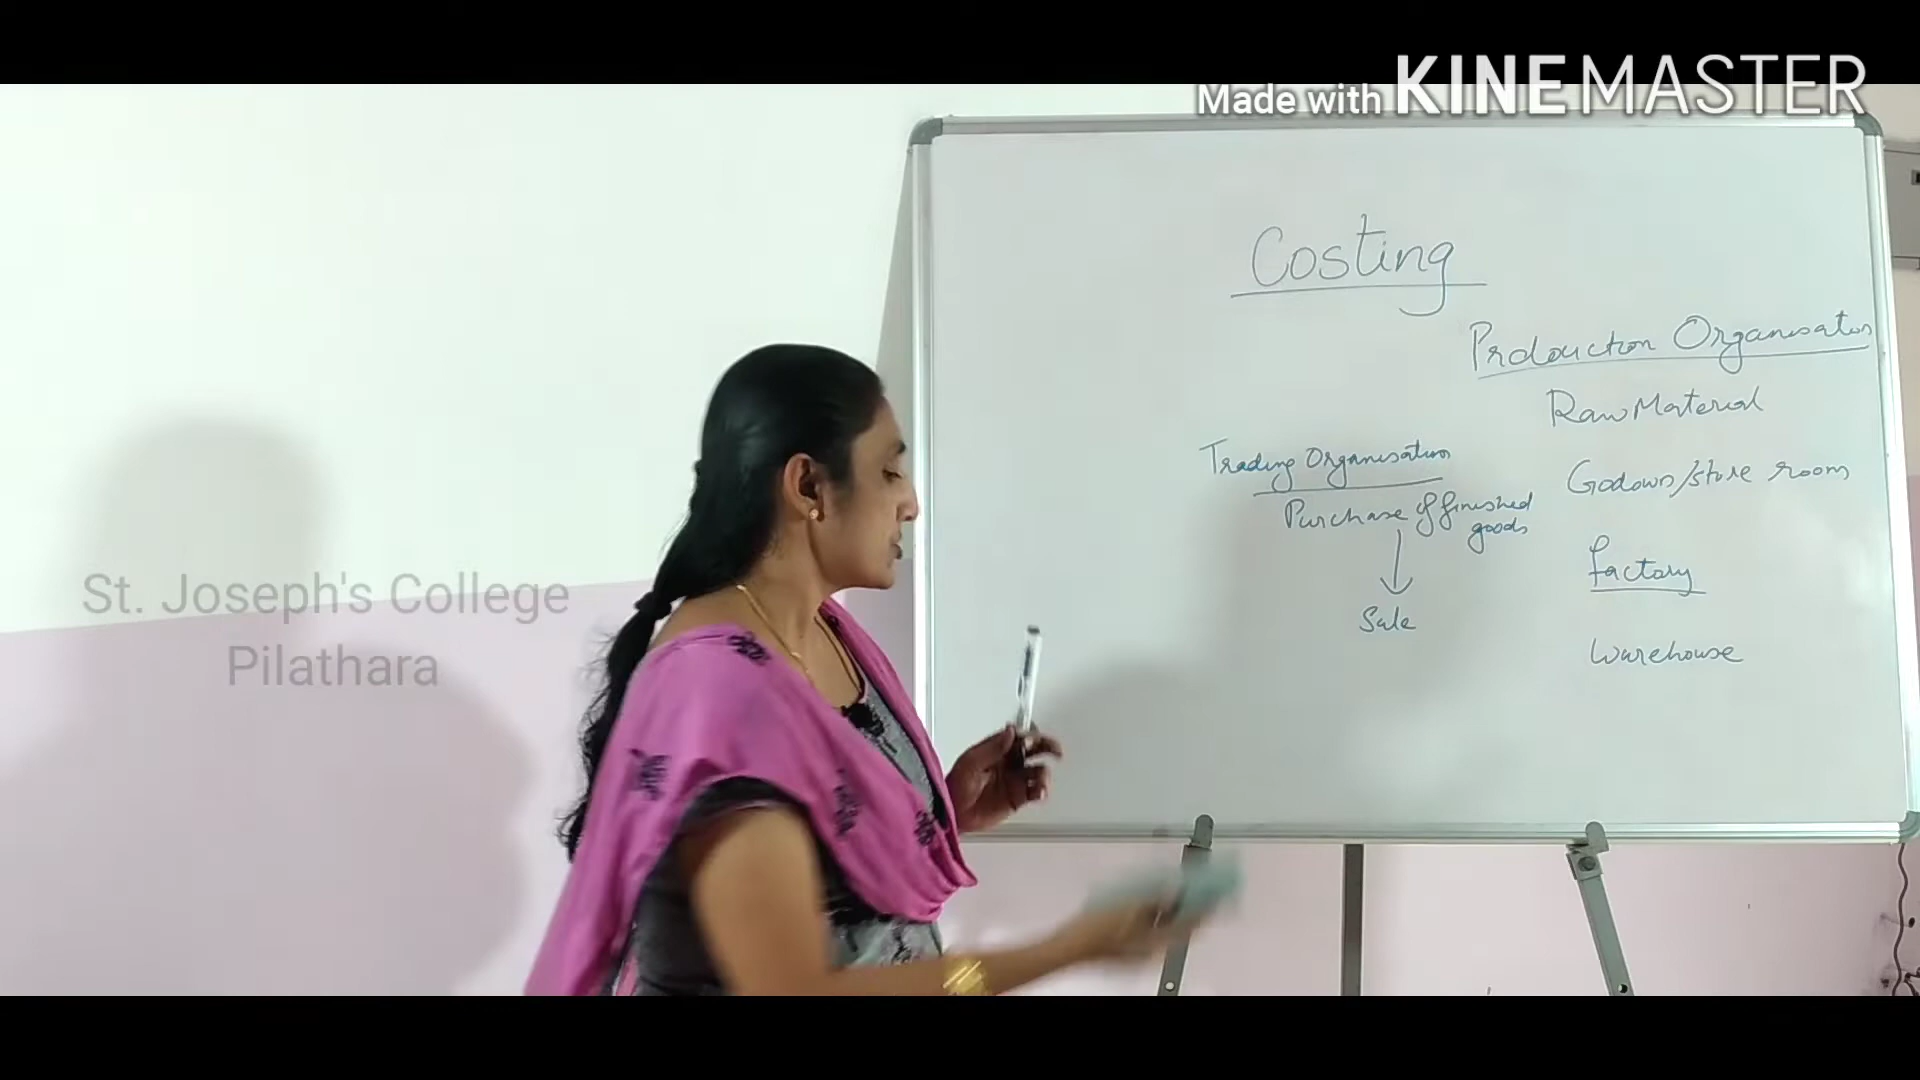 Made with KINEMASTER
Costing
Production Organisation
Raw Material
Trading Organisation
Godown/store room
Purchase of finished
goods
Factory
Sale
Warehouse
St. Joseph's College
Pilathara